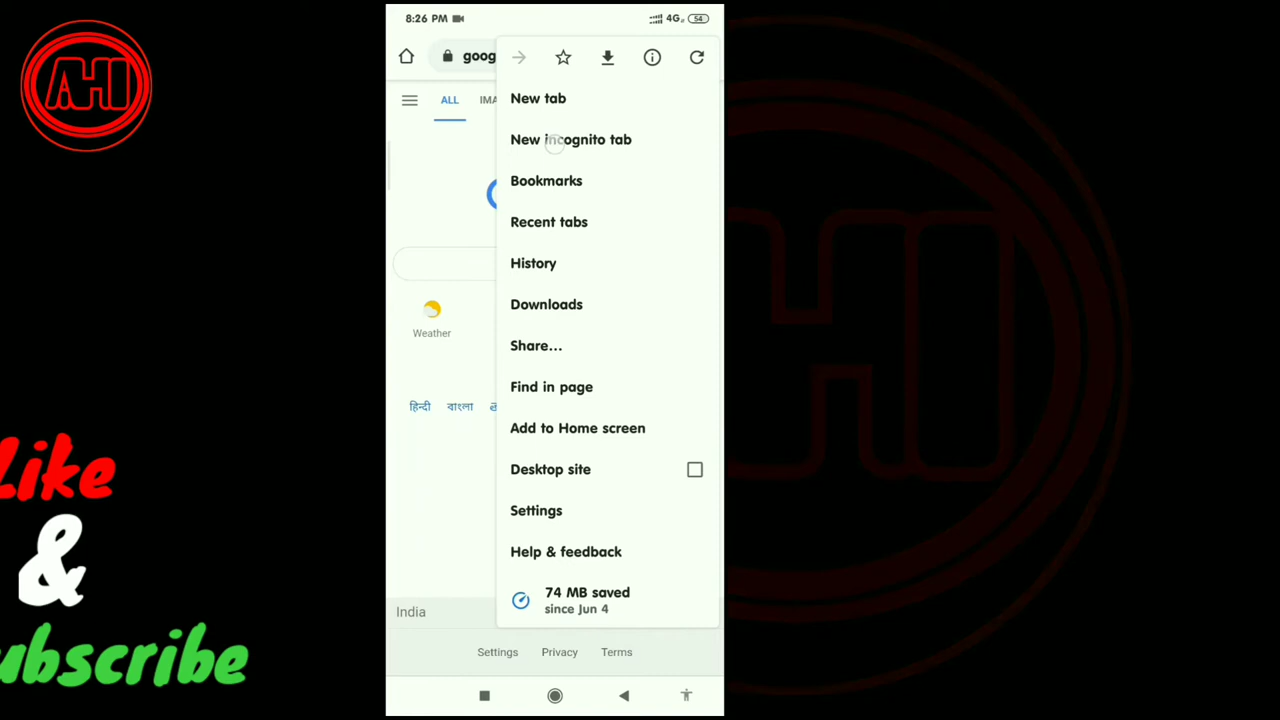 AHI
8:26 PM
4G
54
goog
ALL
IMA
New tab
New incognito tab
Bookmarks
Recent tabs
History
Downloads
Share...
Find in page
Add to Home screen
Desktop site
Settings
Help & feedback
74 MB saved
since Jun 4
Weather
हिन्दी বাংলা
India
Settings Privacy Terms
Like
&
ubscribe